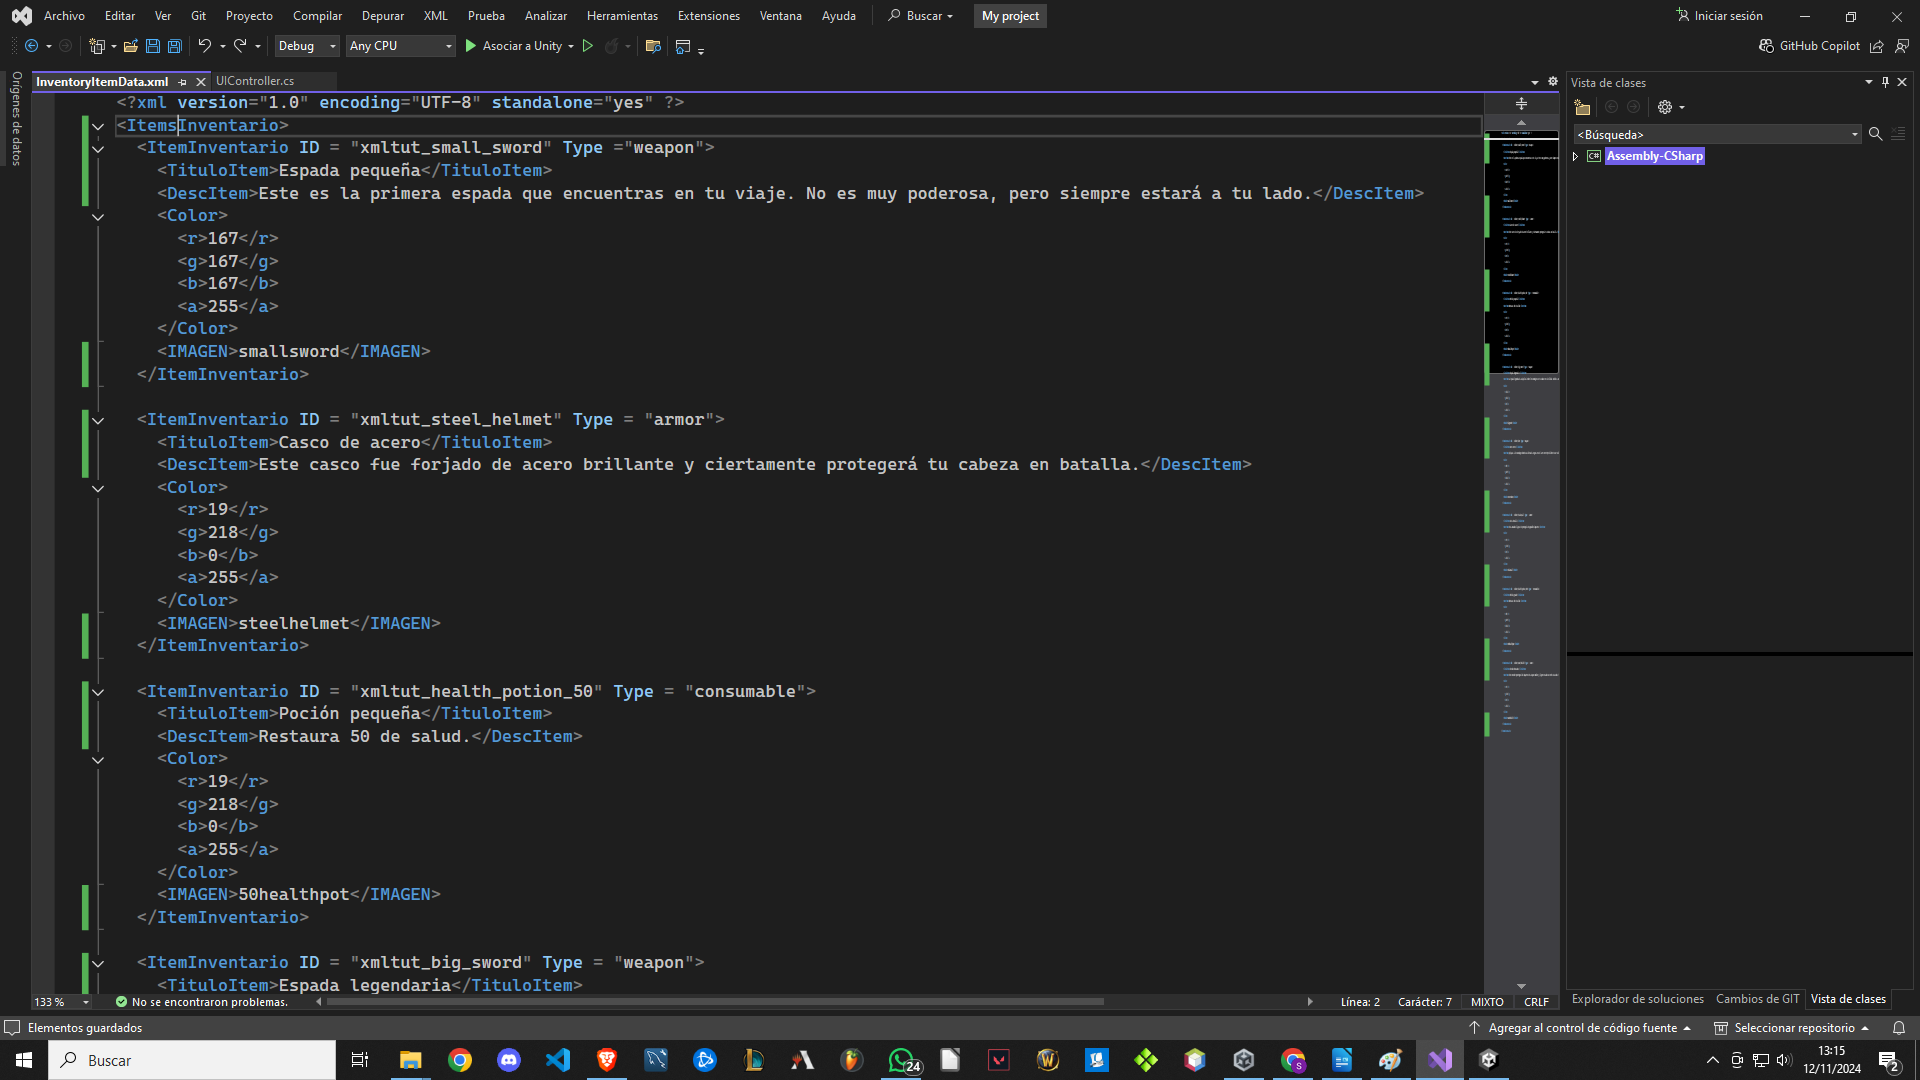 Archivo Editar Ver Git Proyecto Compilar Depurar XML Prueba Analizar Herramientas Extensiones Ventana Ayuda Buscar My project Iniciar sesión
Debug Any CPU Asociar a Unity GitHub Copilot
Orígenes de datos
InventoryItemData.xml UIController.cs
<?xml version="1.0" encoding="UTF-8" standalone="yes" ?>
<ItemsInventario>
<ItemInventario ID = "xmltut_small_sword" Type ="weapon">
<TituloItem>Espada pequeña</TituloItem>
<DescItem>Este es la primera espada que encuentras en tu viaje. No es muy poderosa, pero siempre estará a tu lado.</DescItem>
<Color>
<r>167</r>
<g>167</g>
<b>167</b>
<a>255</a>
</Color>
<IMAGEN>smallsword</IMAGEN>
</ItemInventario>
<ItemInventario ID = "xmltut_steel_helmet" Type = "armor">
<TituloItem>Casco de acero</TituloItem>
<DescItem>Este casco fue forjado de acero brillante y ciertamente protegerá tu cabeza en batalla.</DescItem>
<Color>
<r>19</r>
<g>218</g>
<b>0</b>
<a>255</a>
</Color>
<IMAGEN>steelhelmet</IMAGEN>
</ItemInventario>
<ItemInventario ID = "xmltut_health_potion_50" Type = "consumable">
<TituloItem>Poción pequeña</TituloItem>
<DescItem>Restaura 50 de salud.</DescItem>
<Color>
<r>19</r>
<g>218</g>
<b>0</b>
<a>255</a>
</Color>
<IMAGEN>50healthpot</IMAGEN>
</ItemInventario>
<ItemInventario ID = "xmltut_big_sword" Type = "weapon">
<TituloItem>Espada legendaria</TituloItem>
Vista de clases
<Búsqueda>
C# Assembly-CSharp
133 % No se encontraron problemas. Línea: 2 Carácter: 7 MIXTO CRLF
Explorador de soluciones Cambios de GIT Vista de clases
Elementos guardados Agregar al control de código fuente Seleccionar repositorio
Buscar 24 13:15
12/11/2024 2